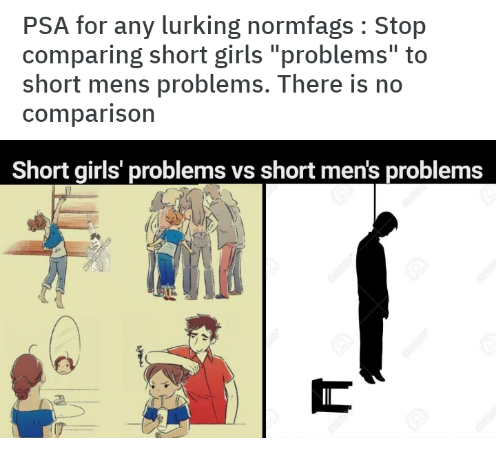 PSA for any lurking normfags : Stop
comparing short girls "problems" to
short mens problems. There is no
comparison
Short girls' problems vs short men's problems